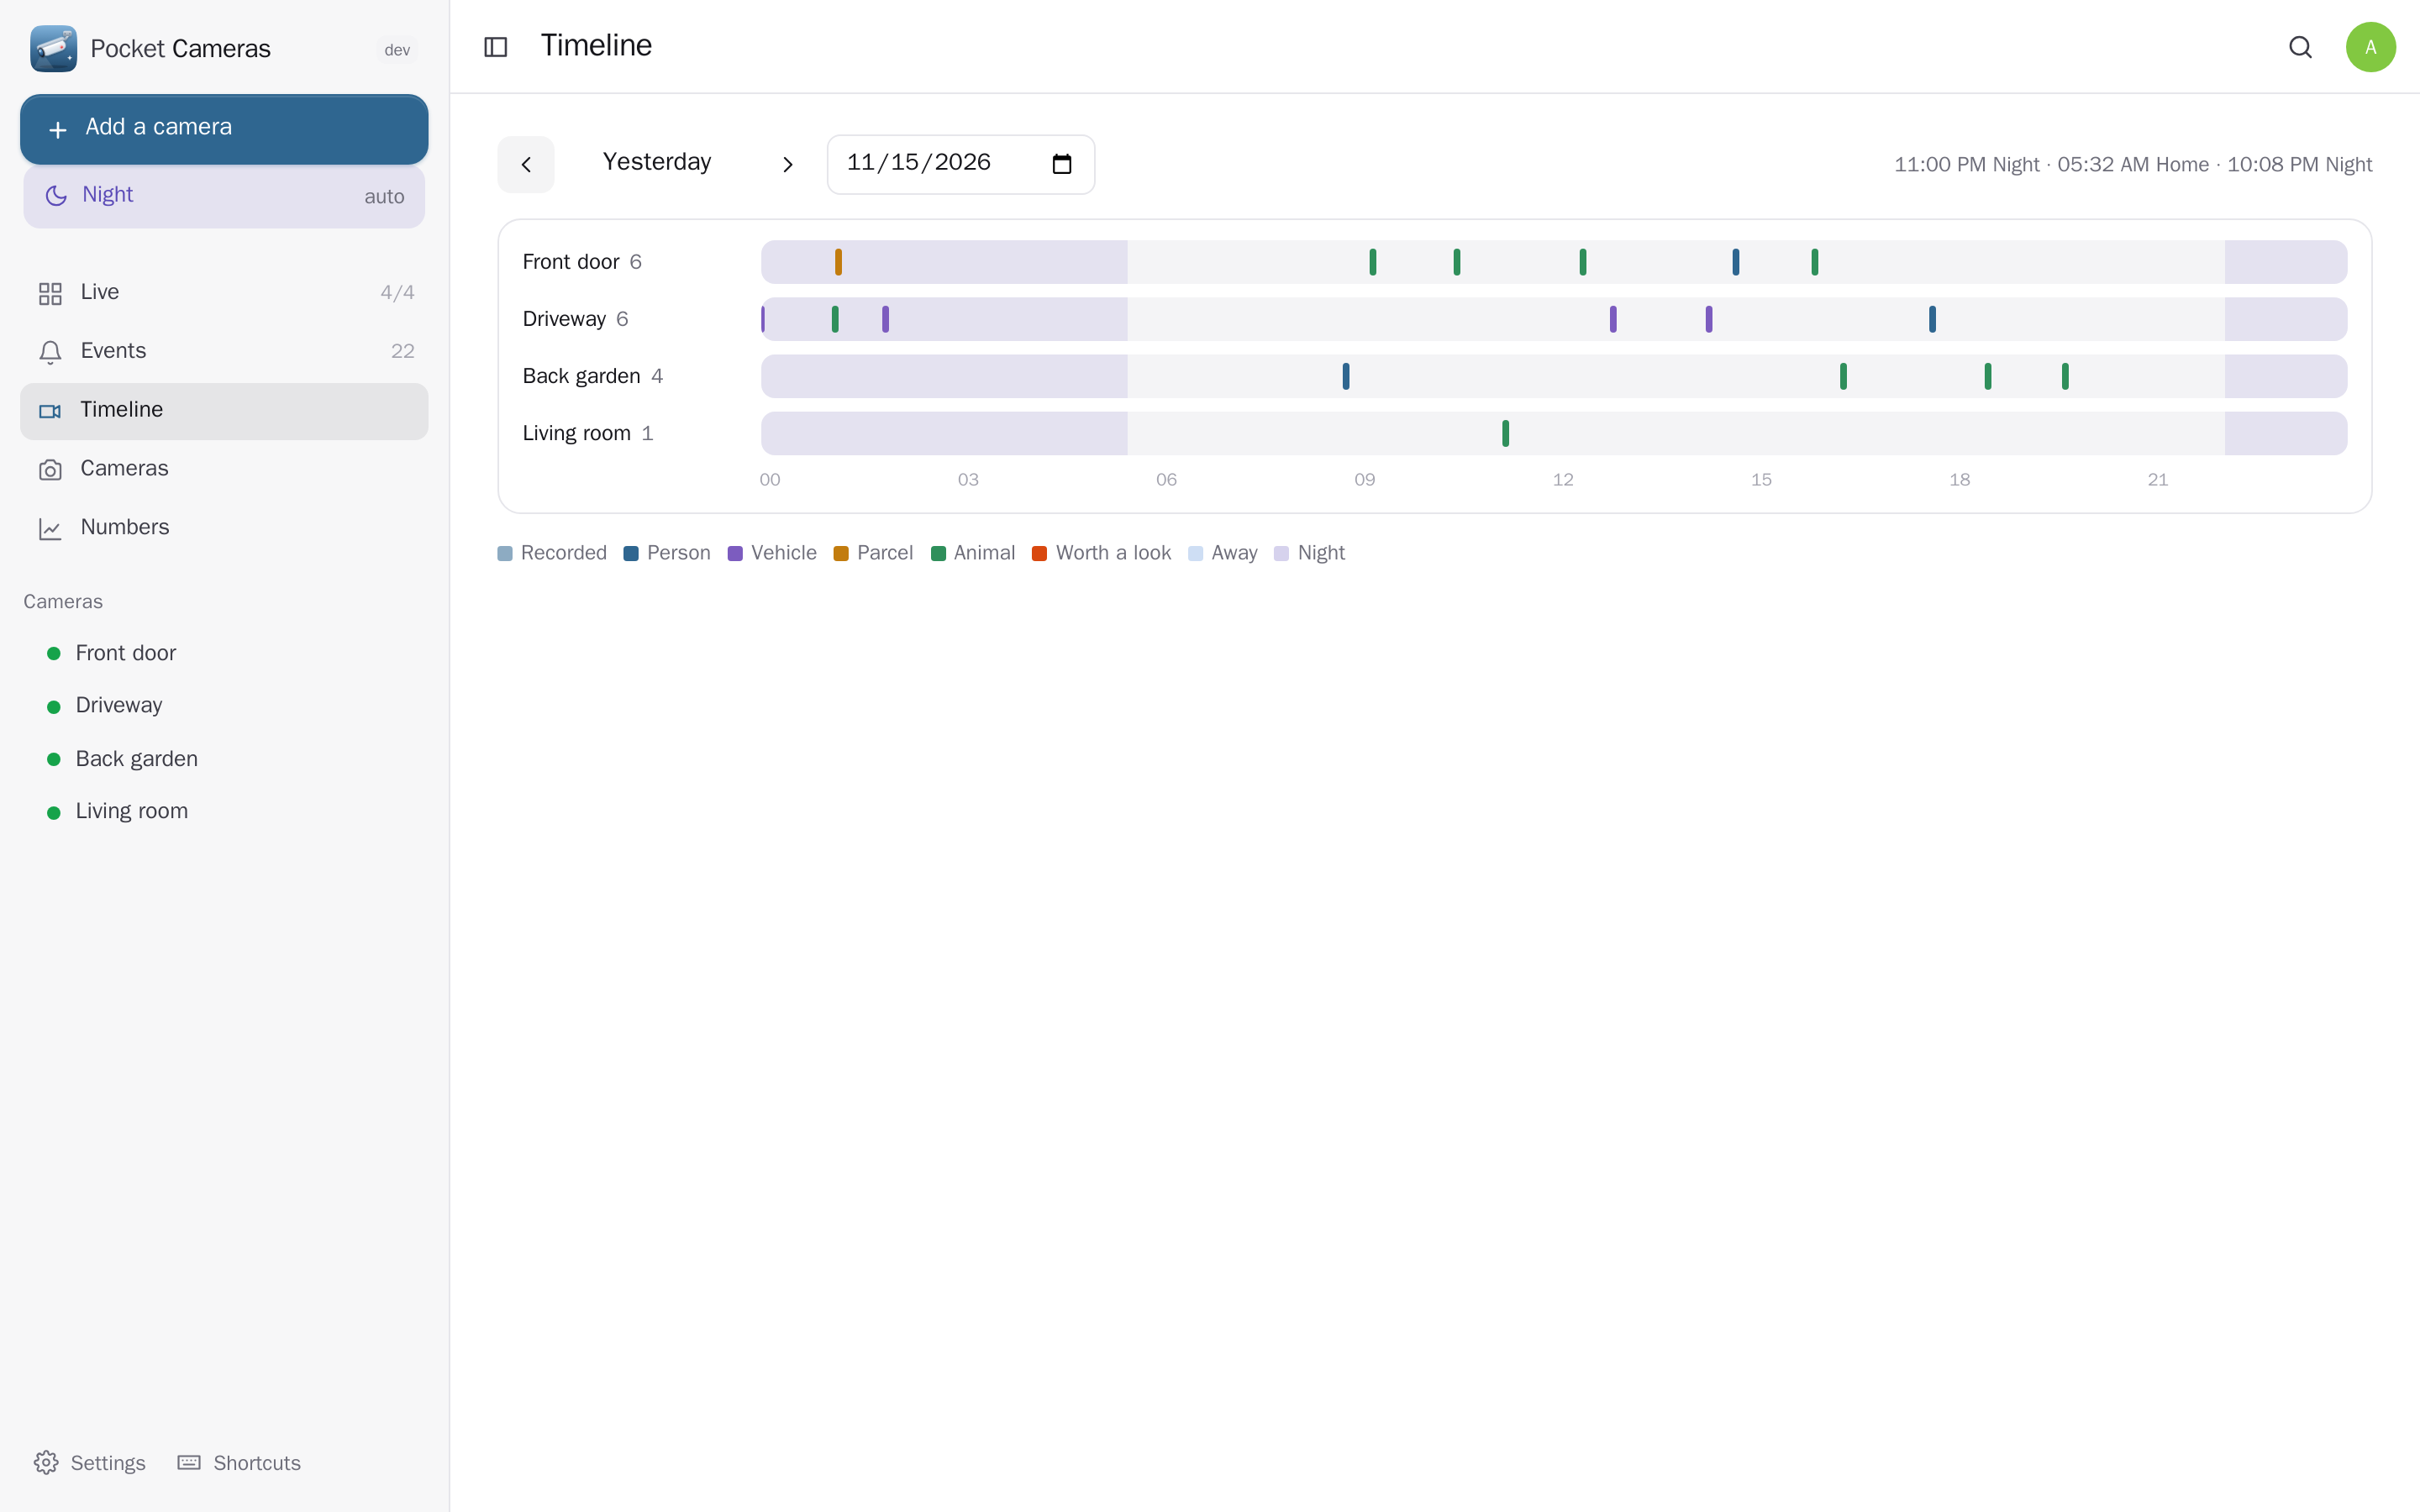 Pocket Cameras dev
Add a camera
Night auto
Live 4/4
Events 22
Timeline
Cameras
Numbers
Cameras
Front door
Driveway
Back garden
Living room
Settings Shortcuts
Timeline
A
Yesterday 11/15/2026
11:00 PM Night · 05:32 AM Home · 10:08 PM Night
Front door 6
Driveway 6
Back garden 4
Living room 1
00 03 06 09 12 15 18 21
Recorded Person Vehicle Parcel Animal Worth a look Away Night